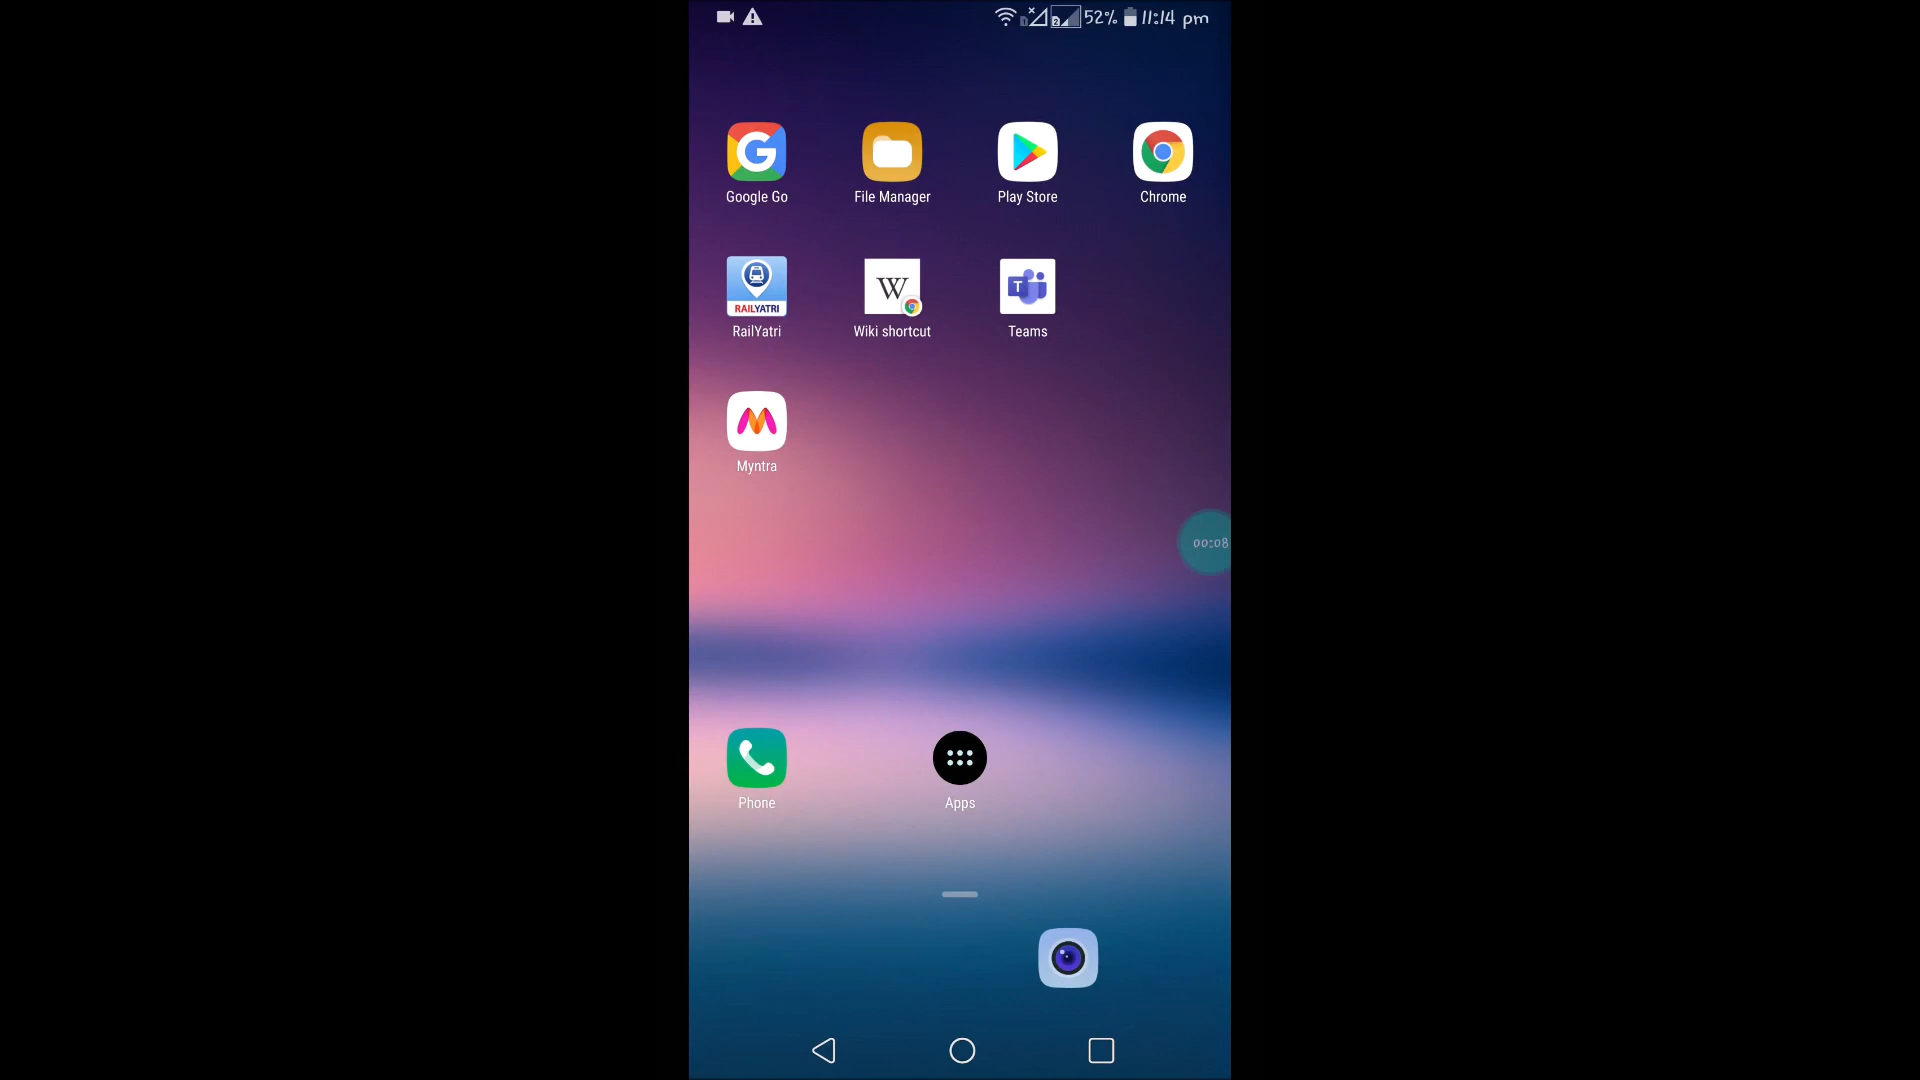 52% 11:14 pm
Google Go
File Manager
Play Store
Chrome
RAILYATRI
W
T
RailYatri
Wiki shortcut
Teams
Myntra
00:08
Phone
Apps